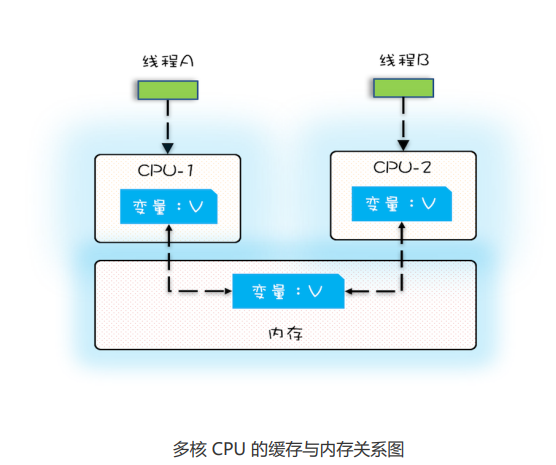 线程A
线程B
CPU-1
CPU-2
变量：V
变量：V
变量：V
内存
多核 CPU 的缓存与内存关系图